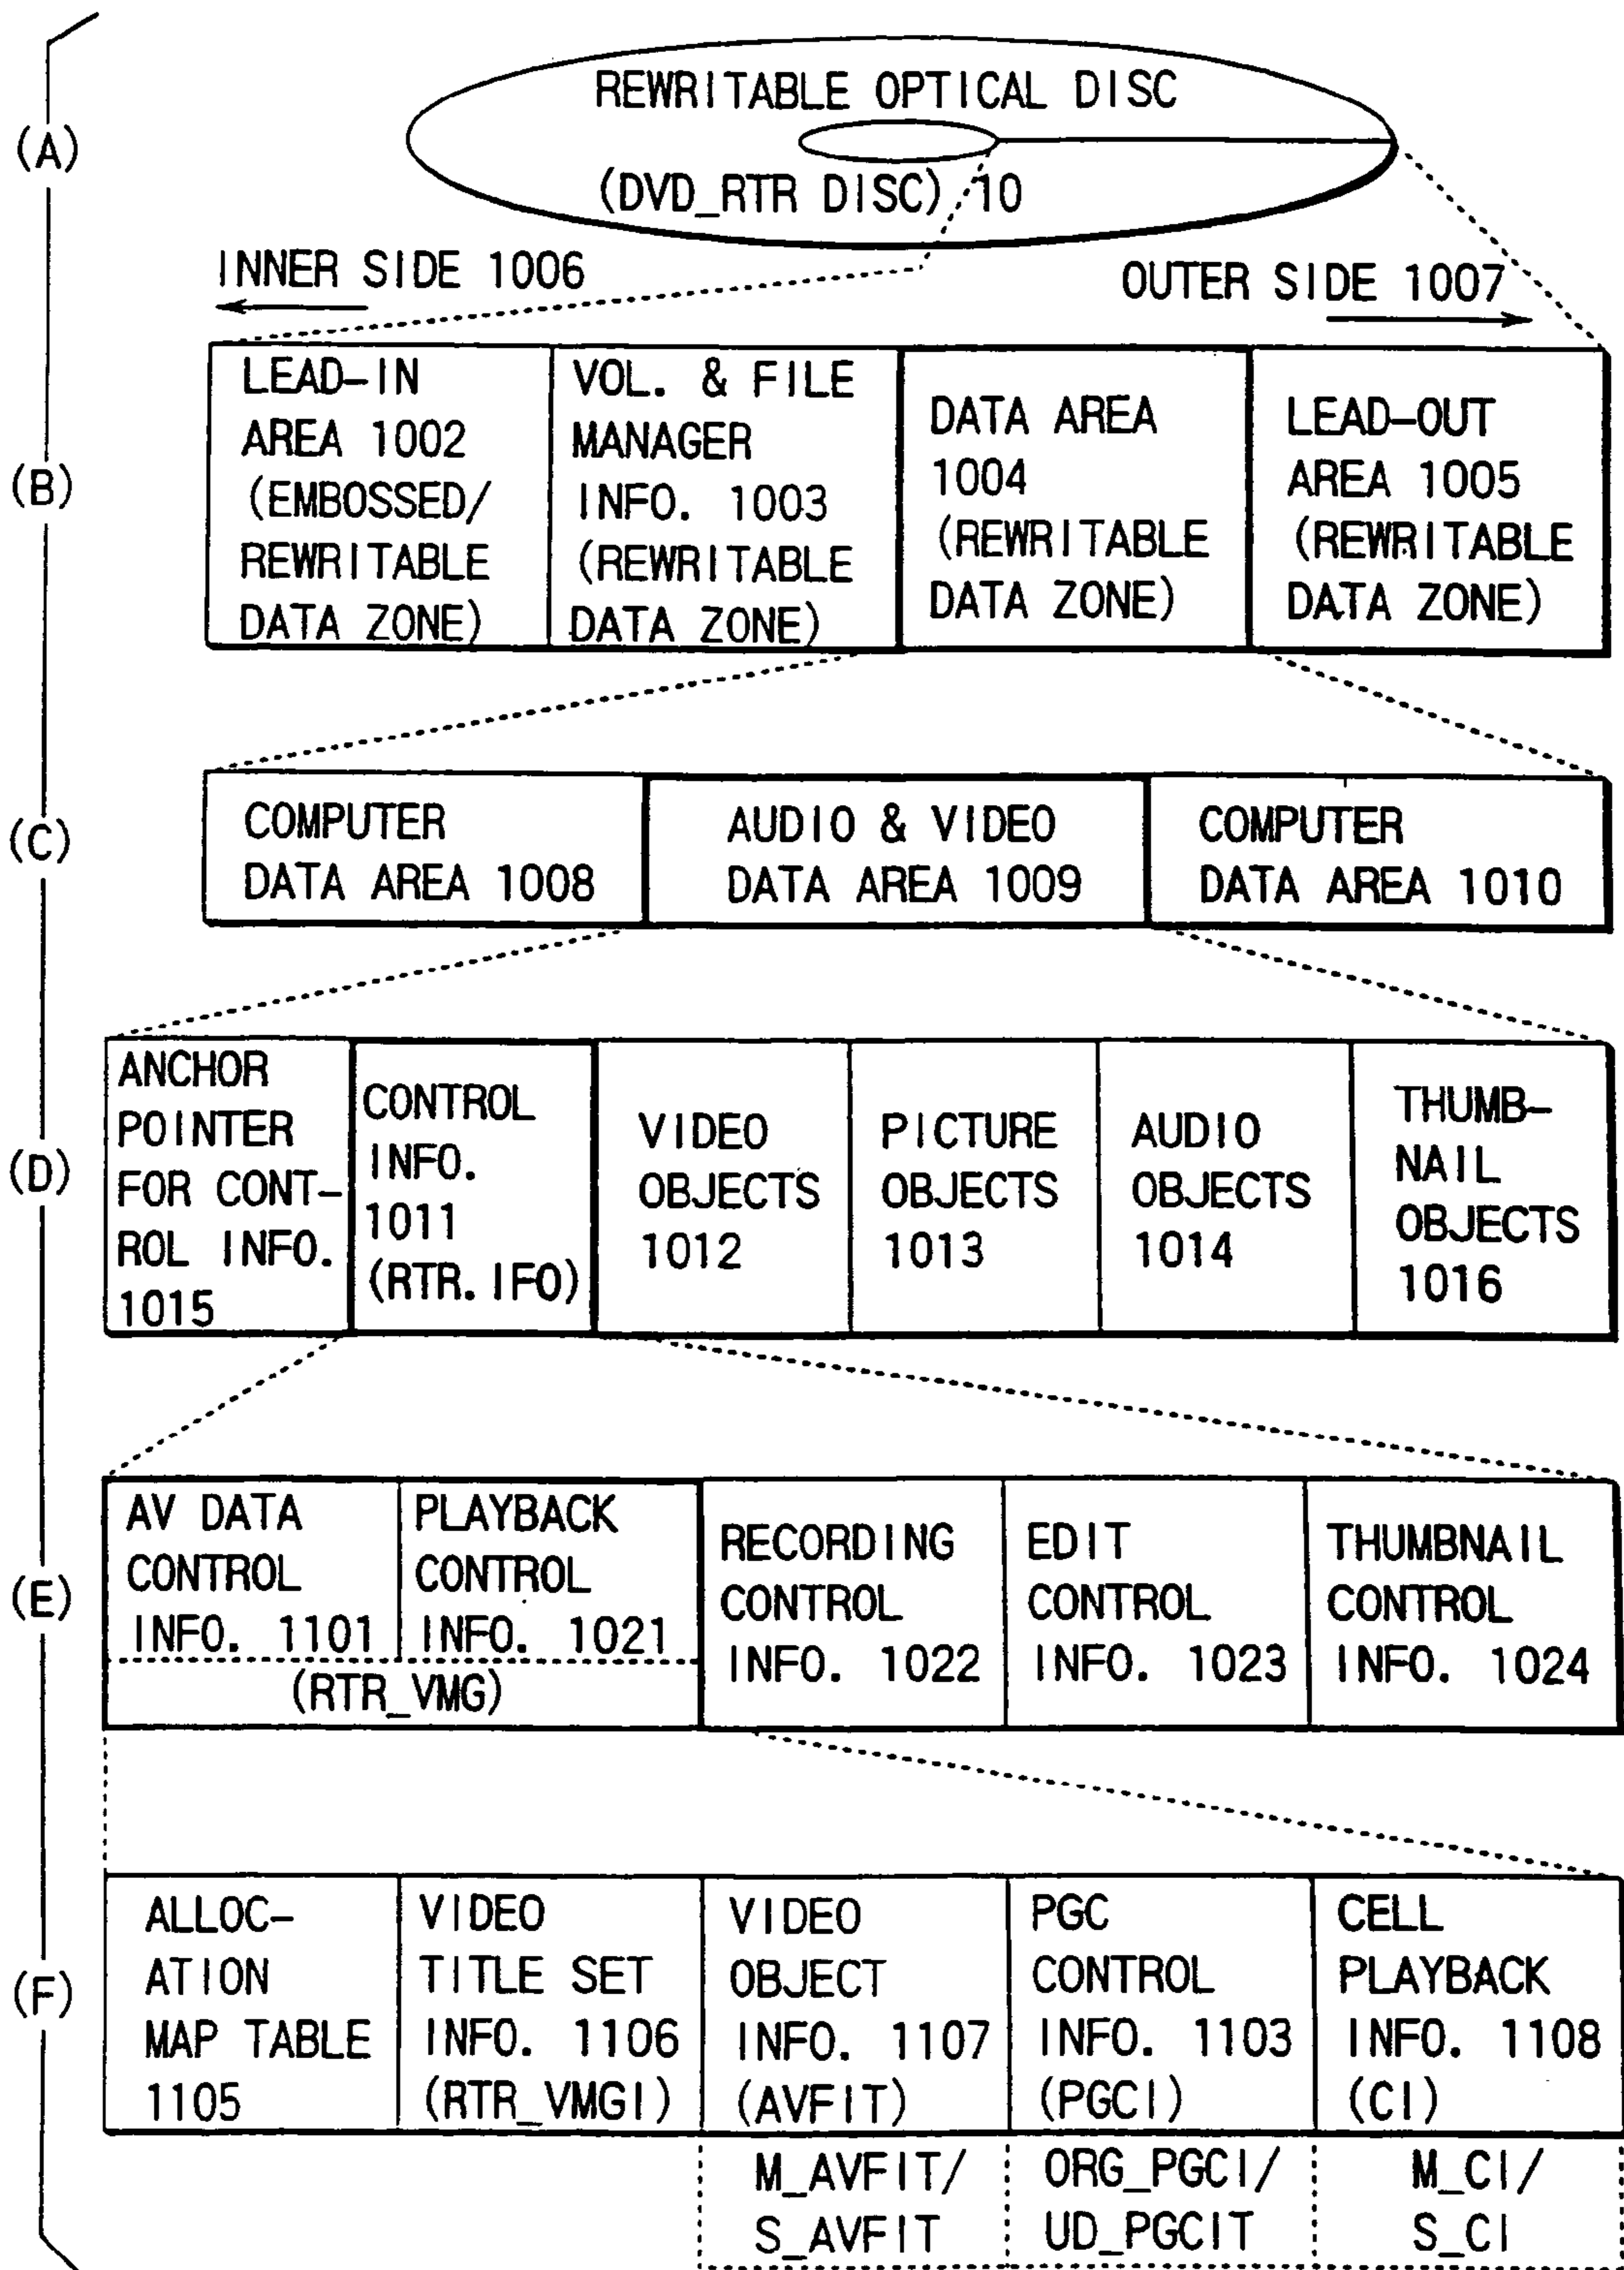 (A)
REWRITABLE OPTICAL DISC
(DVD_RTR DISC) 10
INNER SIDE 1006
OUTER SIDE 1007
(B)
LEAD-IN
AREA 1002
(EMBOSSED/
REWRITABLE
DATA ZONE)
VOL. & FILE
MANAGER
INFO. 1003
(REWRITABLE
DATA ZONE)
DATA AREA
1004
(REWRITABLE
DATA ZONE)
LEAD-OUT
AREA 1005
(REWRITABLE
DATA ZONE)
(C)
COMPUTER
DATA AREA 1008
AUDIO & VIDEO
DATA AREA 1009
COMPUTER
DATA AREA 1010
(D)
ANCHOR
POINTER
FOR CONT-
ROL INFO.
1015
CONTROL
INFO.
1011
(RTR.IFO)
VIDEO
OBJECTS
1012
PICTURE
OBJECTS
1013
AUDIO
OBJECTS
1014
THUMB-
NAIL
OBJECTS
1016
(E)
AV DATA
CONTROL
INFO. 1101
PLAYBACK
CONTROL
INFO. 1021
(RTR_VMG)
RECORDING
CONTROL
INFO. 1022
EDIT
CONTROL
INFO. 1023
THUMBNAIL
CONTROL
INFO. 1024
(F)
ALLOC-
ATION
MAP TABLE
1105
VIDEO
TITLE SET
INFO. 1106
(RTR_VMGI)
VIDEO
OBJECT
INFO. 1107
(AVFIT)
PGC
CONTROL
INFO. 1103
(PGCI)
CELL
PLAYBACK
INFO. 1108
(CI)
M_AVFIT/
S_AVFIT
ORG_PGCI/
UD_PGCIT
M_CI/
S_CI